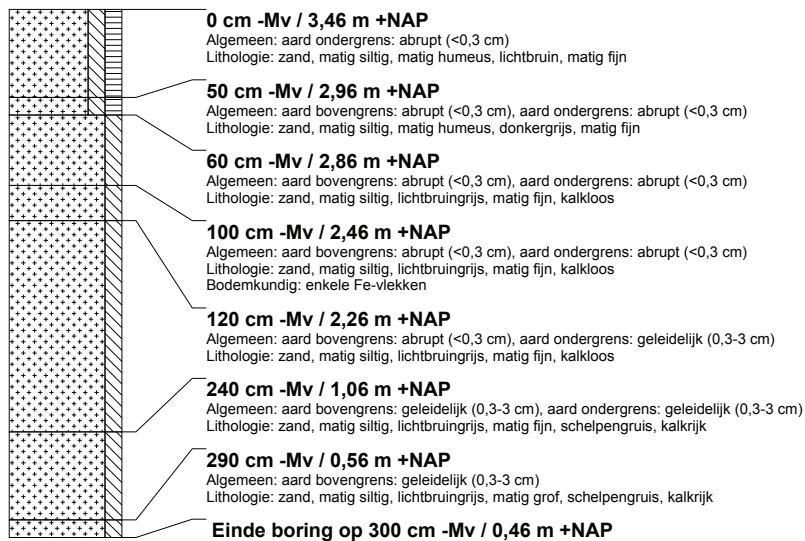 0 cm -Mv / 3,46 m +NAP
Algemeen: aard ondergrens: abrupt (<0,3 cm)
Lithologie: zand, matig siltig, matig humeus, lichtbruin, matig fijn
50 cm -Mv / 2,96 m +NAP
Algemeen: aard bovengrens: abrupt (<0,3 cm), aard ondergrens: abrupt (<0,3 cm)
Lithologie: zand, matig siltig, matig humeus, donkergrijs, matig fijn
60 cm -Mv / 2,86 m +NAP
Algemeen: aard bovengrens: abrupt (<0,3 cm), aard ondergrens: abrupt (<0,3 cm)
Lithologie: zand, matig siltig, lichtbruingrijs, matig fijn, kalkloos
100 cm -Mv / 2,46 m +NAP
Algemeen: aard bovengrens: abrupt (<0,3 cm), aard ondergrens: abrupt (<0,3 cm)
Lithologie: zand, matig siltig, lichtbruingrijs, matig fijn, kalkloos
Bodemkundig: enkele Fe-vlekken
120 cm -Mv / 2,26 m +NAP
Algemeen: aard bovengrens: abrupt (<0,3 cm), aard ondergrens: geleidelijk (0,3-3 cm)
Lithologie: zand, matig siltig, lichtbruingrijs, matig fijn, kalkloos
240 cm -Mv / 1,06 m +NAP
Algemeen: aard bovengrens: geleidelijk (0,3-3 cm), aard ondergrens: geleidelijk (0,3-3 cm)
Lithologie: zand, matig siltig, lichtbruingrijs, matig fijn, schelpengruis, kalkrijk
290 cm -Mv / 0,56 m +NAP
Algemeen: aard bovengrens: geleidelijk (0,3-3 cm)
Lithologie: zand, matig siltig, lichtbruingrijs, matig grof, schelpengruis, kalkrijk
Einde boring op 300 cm -Mv / 0,46 m +NAP